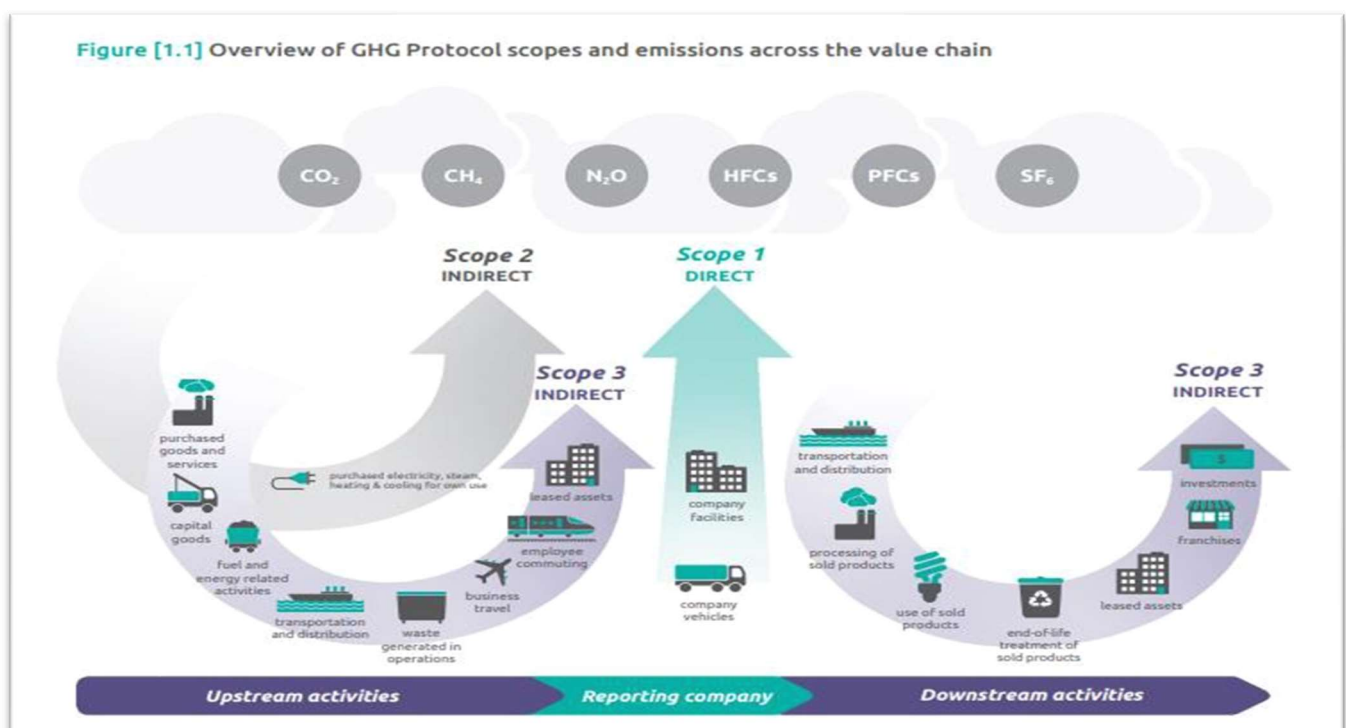 Figure [1.1] Overview of GHG Protocol scopes and emissions across the value chain
CO₂
CH₄
N₂O
HFCs
PFCs
SF₆
Scope 2
INDIRECT
Scope 1
DIRECT
Scope 3
INDIRECT
Scope 3
INDIRECT
purchased
goods and
services
capital
goods
fuel and
energy related
activities
purchased electricity, steam,
heating & cooling for own use
transportation
and distribution
waste
generated in
operations
business
travel
employee
commuting
leased assets
company
facilities
company
vehicles
transportation
and distribution
processing of
sold products
use of sold
products
end-of-life
treatment of
sold products
leased assets
franchises
investments
$
Upstream activities
Reporting company
Downstream activities